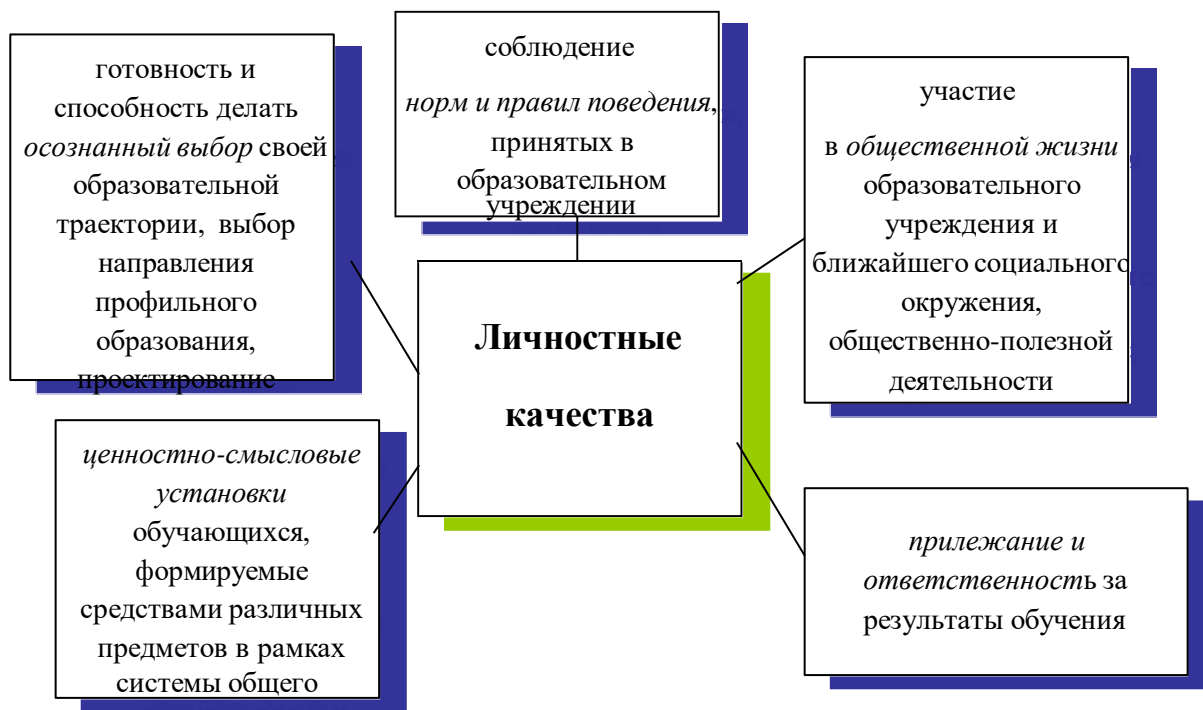 готовность и
способность делать
осознанный выбор своей
образовательной
траектории, выбор
направления
профильного
образования,
проектирование
соблюдение
норм и правил поведения,
принятых в
образовательном
учреждении
участие
в общественной жизни
образовательного
учреждения и
ближайшего социального
окружения,
общественно-полезной
деятельности
Личностные
качества
ценностно-смысловые
установки
обучающихся,
формируемые
средствами различных
предметов в рамках
системы общего
прилежание и
ответственность за
результаты обучения